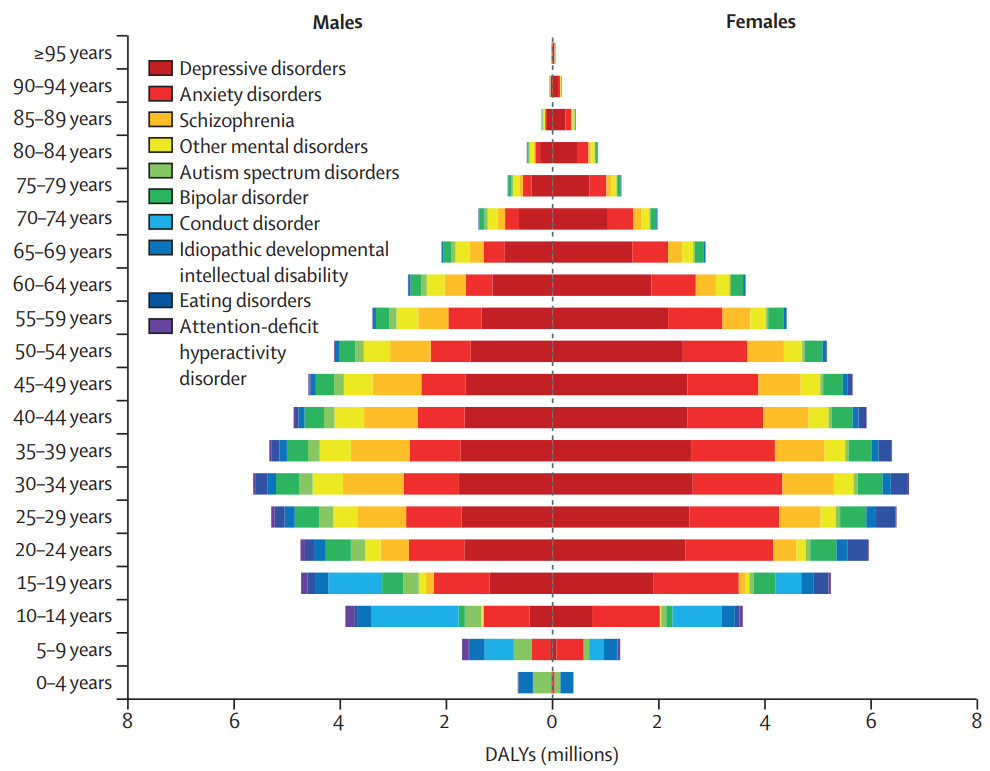 Males Females
≥95 years
90–94 years
85–89 years
80–84 years
75–79 years
70–74 years
65–69 years
60–64 years
55–59 years
50–54 years
45–49 years
40–44 years
35–39 years
30–34 years
25–29 years
20–24 years
15–19 years
10–14 years
5–9 years
0–4 years
Depressive disorders
Anxiety disorders
Schizophrenia
Other mental disorders
Autism spectrum disorders
Bipolar disorder
Conduct disorder
Idiopathic developmental
intellectual disability
Eating disorders
Attention-deficit
hyperactivity
disorder
8 6 4 2 0 2 4 6 8
DALYs (millions)